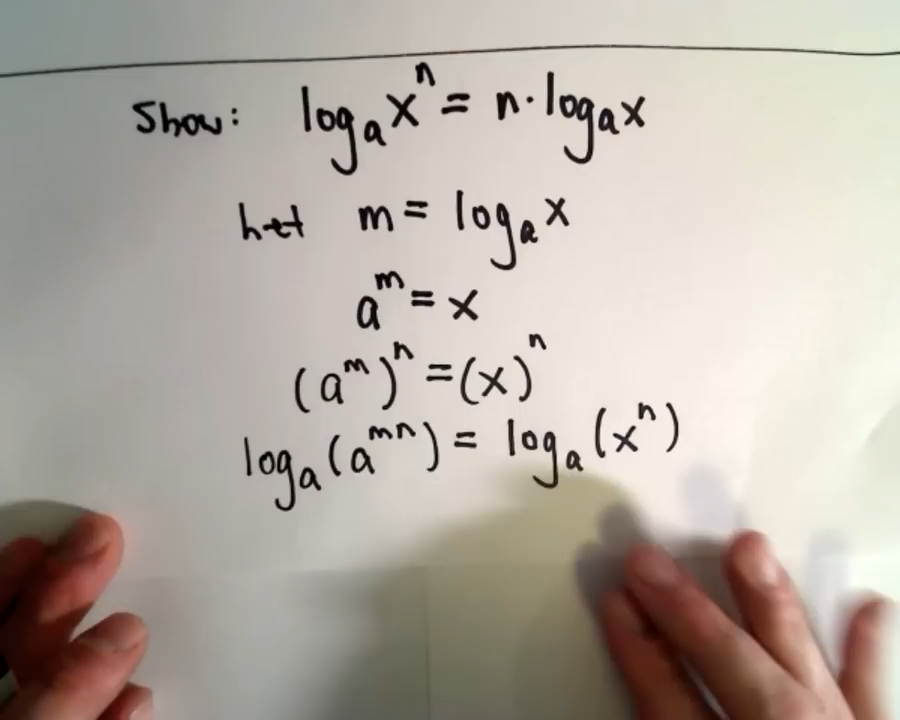 Show: logₐxⁿ = n·logₐx
Let m = logₐx
aᵐ = x
(aᵐ)ⁿ = (x)ⁿ
logₐ(aᵐⁿ) = logₐ(xⁿ)